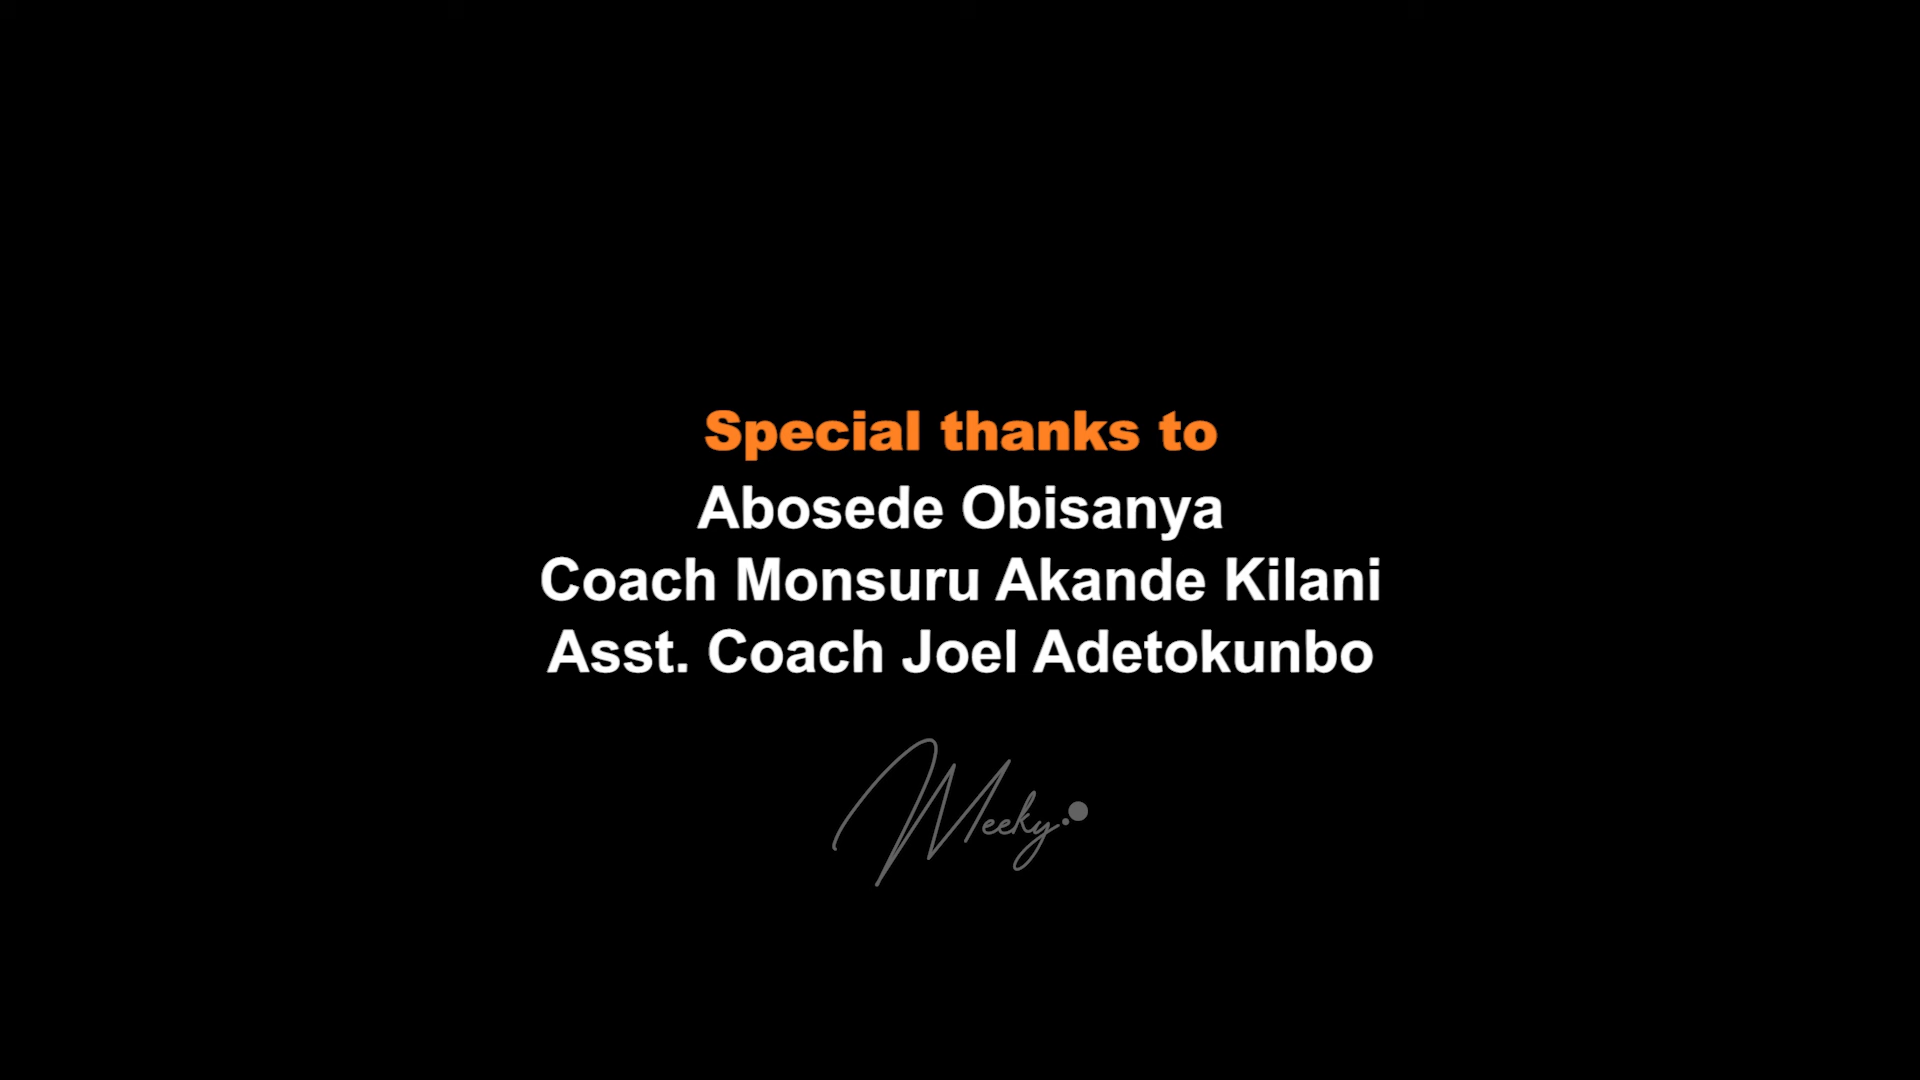 Special thanks to
Abosede Obisanya
Coach Monsuru Akande Kilani
Asst. Coach Joel Adetokunbo
Meeky